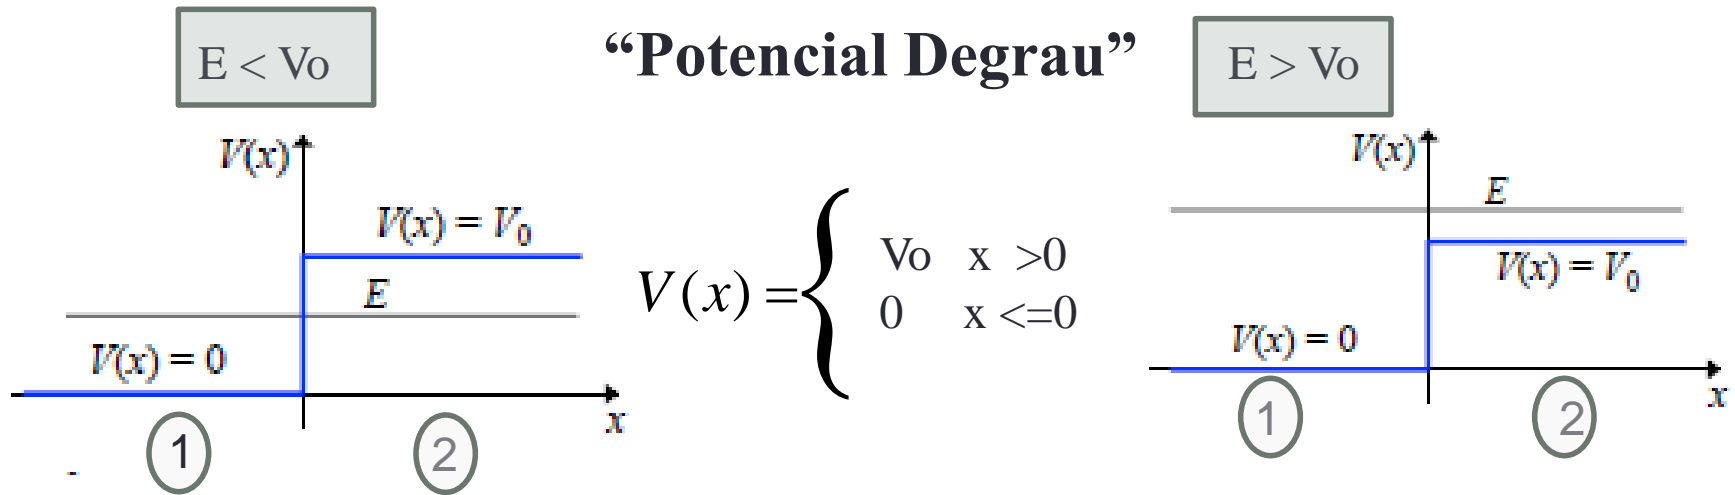 “Potencial Degrau”
E < Vo
V(x)
V(x) = V₀
E
V(x) = 0
x
1
2
V(x) =
Vo x >0
0 x <=0
E > Vo
V(x)
E
V(x) = V₀
V(x) = 0
x
1
2